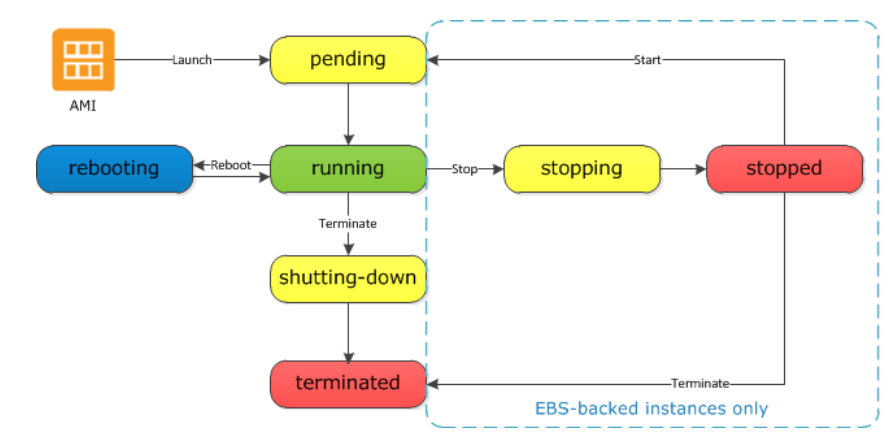 Launch
pending
Start
AMI
rebooting
Reboot
running
Stop
stopping
stopped
Terminate
shutting-down
terminated
Terminate
EBS-backed instances only